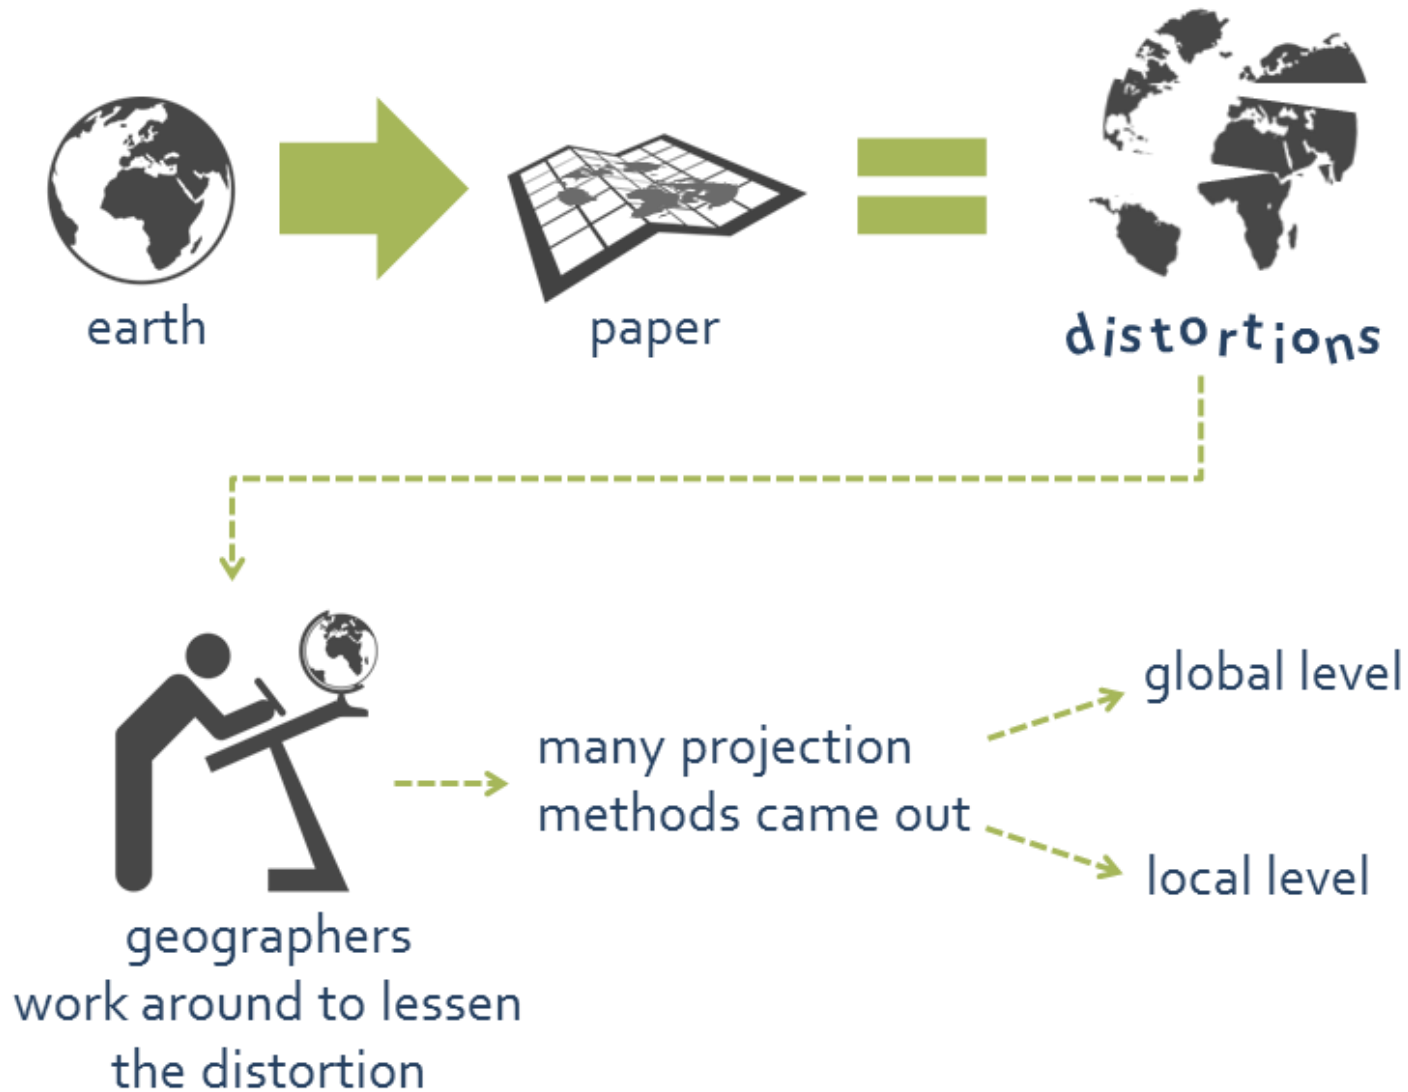 earth
paper
distortions
geographers
work around to lessen
the distortion
many projection
methods came out
global level
local level